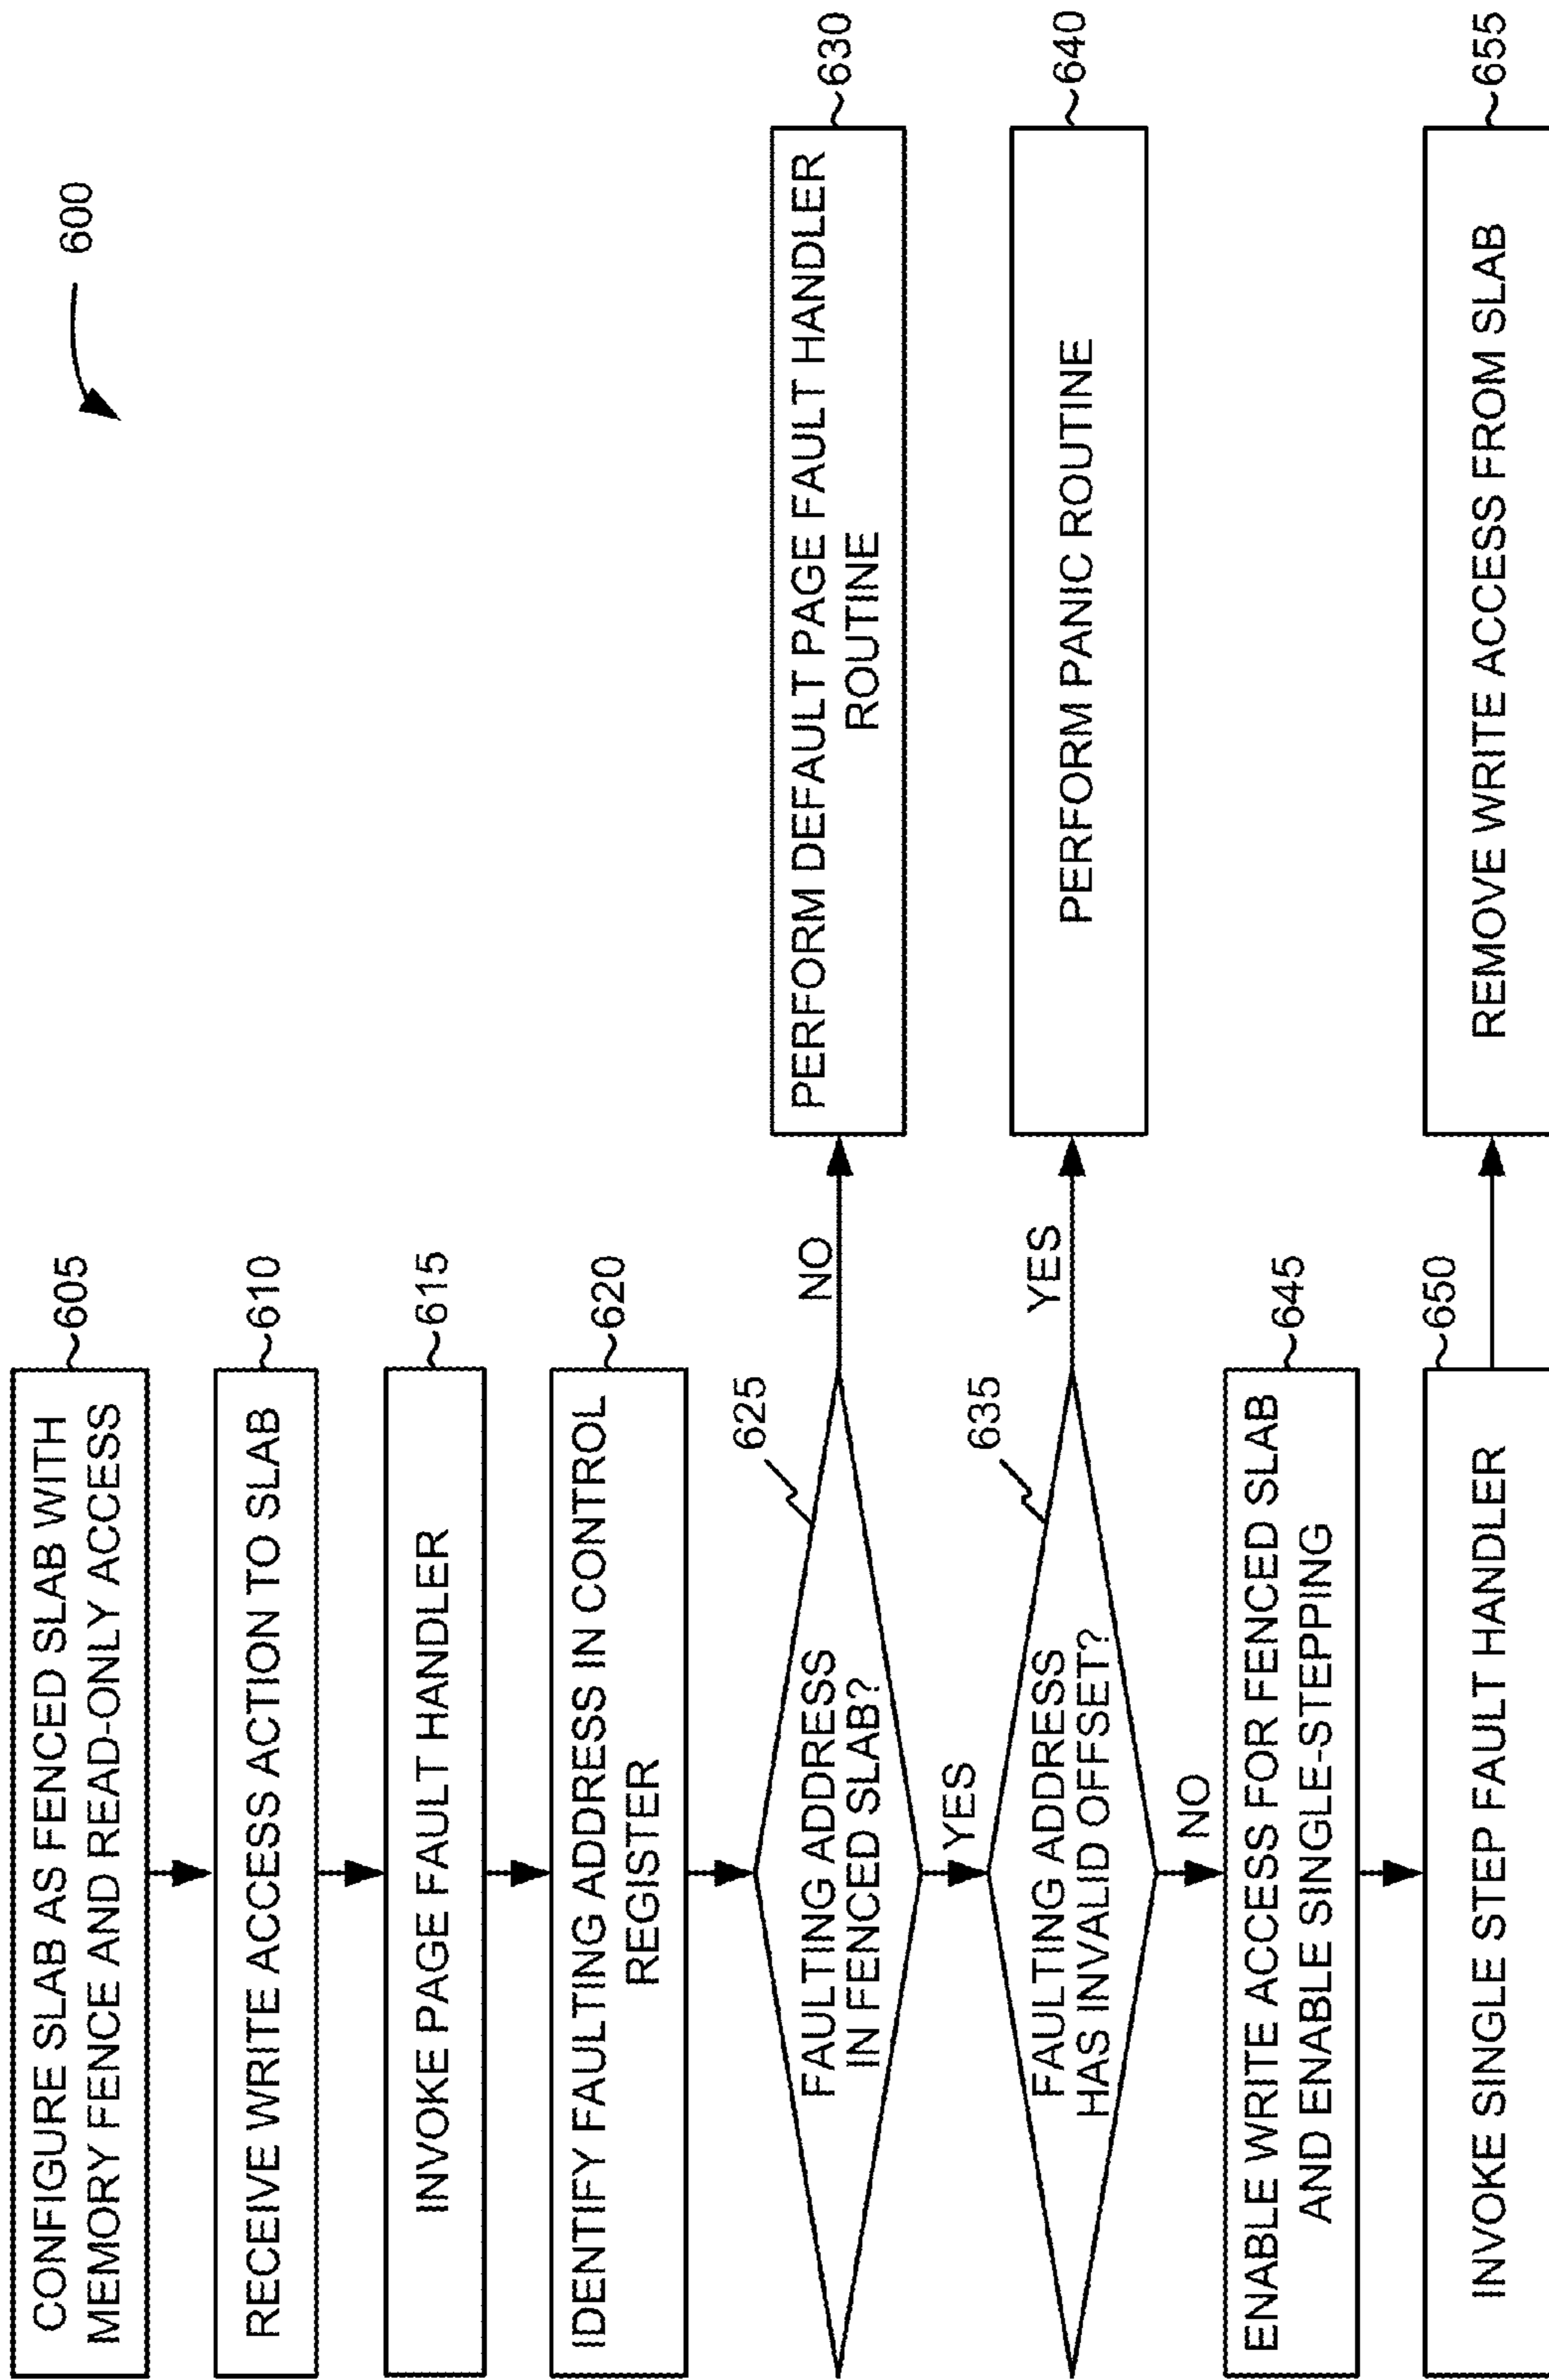 600
CONFIGURE SLAB AS FENCED SLAB WITH
MEMORY FENCE AND READ-ONLY ACCESS
605
RECEIVE WRITE ACCESS ACTION TO SLAB
610
INVOKE PAGE FAULT HANDLER
615
IDENTIFY FAULTING ADDRESS IN CONTROL
REGISTER
620
FAULTING ADDRESS
IN FENCED SLAB?
625
NO
PERFORM DEFAULT PAGE FAULT HANDLER
ROUTINE
630
YES
FAULTING ADDRESS
HAS INVALID OFFSET?
635
YES
PERFORM PANIC ROUTINE
640
NO
ENABLE WRITE ACCESS FOR FENCED SLAB
AND ENABLE SINGLE-STEPPING
645
INVOKE SINGLE STEP FAULT HANDLER
650
REMOVE WRITE ACCESS FROM SLAB
655